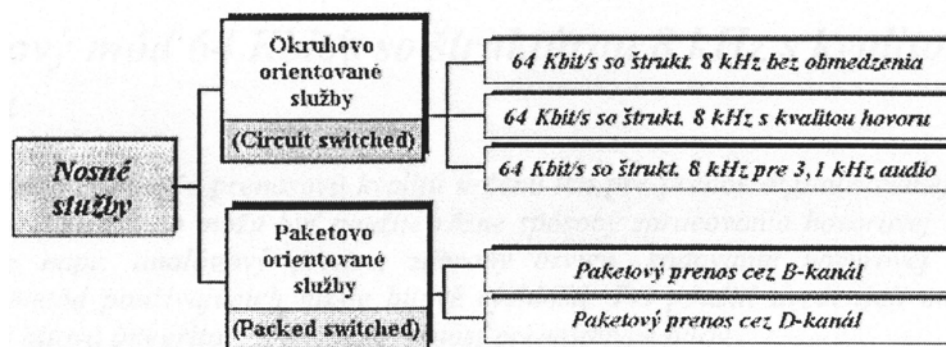 Nosné
služby
Okruhovo
orientované
služby
(Circuit switched)
64 Kbit/s so štrukt. 8 kHz bez obmedzenia
64 Kbit/s so štrukt. 8 kHz s kvalitou hovoru
64 Kbit/s so štrukt. 8 kHz pre 3,1 kHz audio
Paketovo
orientované
služby
(Packed switched)
Paketový prenos cez B-kanál
Paketový prenos cez D-kanál